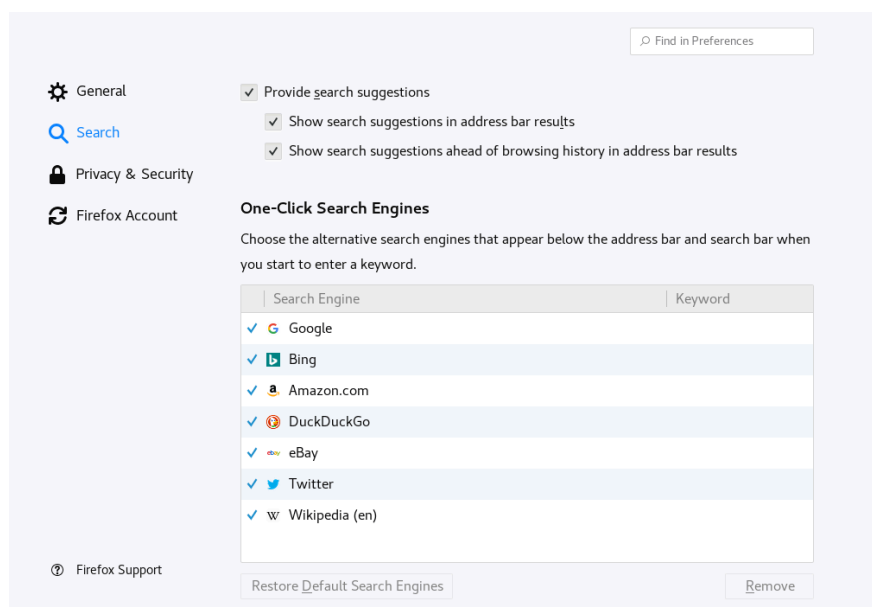 Find in Preferences
General
Search
Privacy & Security
Firefox Account
Provide search suggestions
Show search suggestions in address bar results
Show search suggestions ahead of browsing history in address bar results
One-Click Search Engines
Choose the alternative search engines that appear below the address bar and search bar when
you start to enter a keyword.
Search Engine Keyword
Google
Bing
Amazon.com
DuckDuckGo
eBay
Twitter
Wikipedia (en)
Firefox Support
Restore Default Search Engines Remove